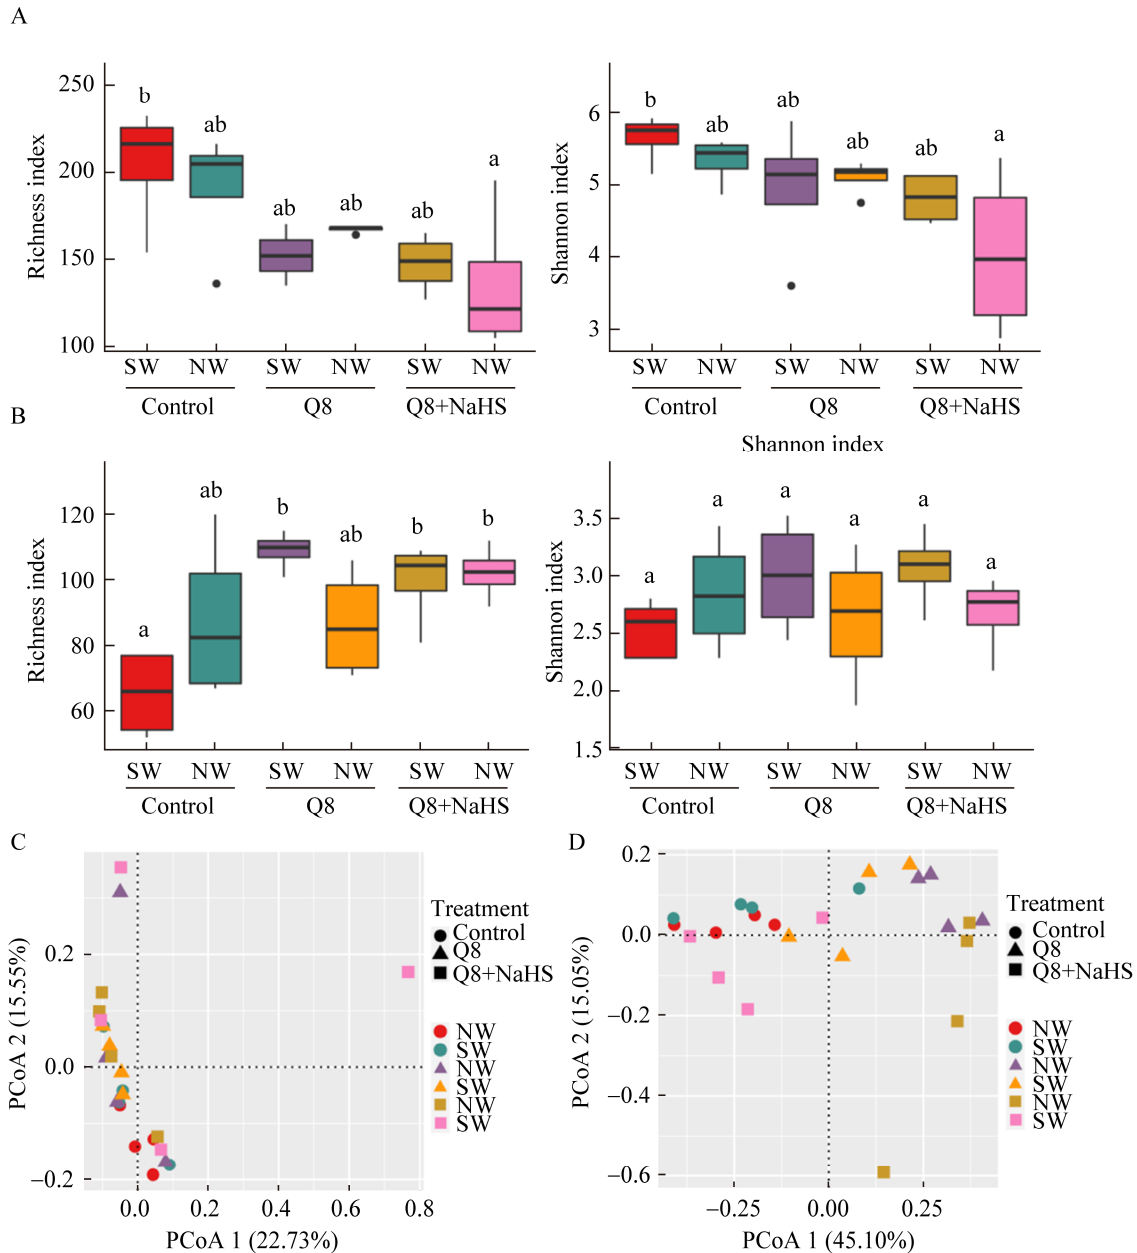 A
Richness index
250
200
150
100
b
ab
ab
ab
ab
a
SW NW SW NW SW NW
Control Q8 Q8+NaHS
Shannon index
6
5
4
3
b
ab
ab
ab
ab
a
SW NW SW NW SW NW
Control Q8 Q8+NaHS
B
Richness index
120
100
80
60
a
ab
b
ab
b
b
SW NW SW NW SW NW
Control Q8 Q8+NaHS
Shannon index
Shannon index
3.5
3.0
2.5
2.0
1.5
a
a
a
a
a
a
SW NW SW NW SW NW
Control Q8 Q8+NaHS
C
PCoA 2 (15.55%)
0.2
0.0
−0.2
0.0 0.2 0.4 0.6 0.8
PCoA 1 (22.73%)
Treatment
Control
Q8
Q8+NaHS
NW
SW
NW
SW
NW
SW
D
PCoA 2 (15.05%)
0.2
0.0
−0.2
−0.4
−0.6
−0.25 0.00 0.25
PCoA 1 (45.10%)
Treatment
Control
Q8
Q8+NaHS
NW
SW
NW
SW
NW
SW